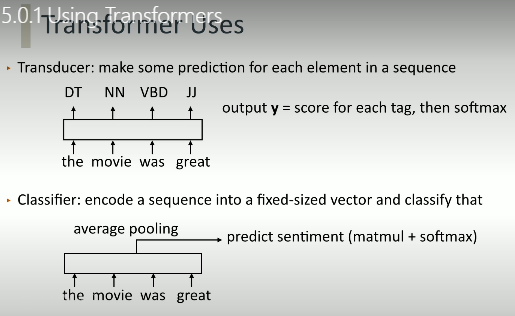 5.0.1 Using Transformers
Transformer Uses
Transducer: make some prediction for each element in a sequence
DT NN VBD JJ
output y = score for each tag, then softmax
the movie was great
Classifier: encode a sequence into a fixed-sized vector and classify that
average pooling
predict sentiment (matmul + softmax)
the movie was great